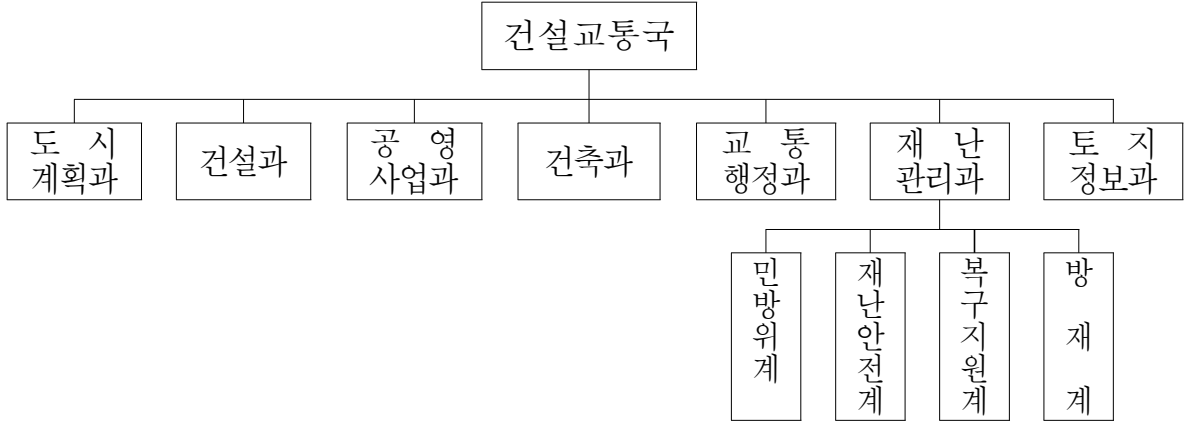 건설교통국
도 시
계획과
건설과
공 영
사업과
건축과
교 통
행정과
재 난
관리과
토 지
정보과
민방위계
재난안전계
복구지원계
방 재 계